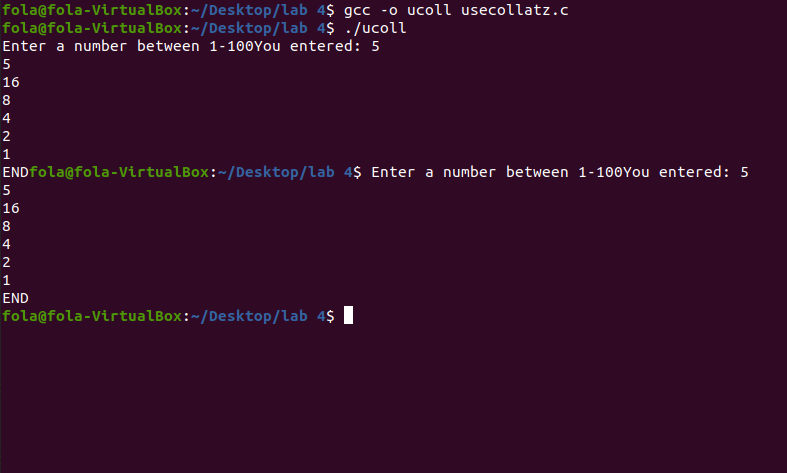 fola@fola-VirtualBox:~/Desktop/lab 4$ gcc -o ucoll usecollatz.c
fola@fola-VirtualBox:~/Desktop/lab 4$ ./ucoll
Enter a number between 1-100You entered: 5
5
16
8
4
2
1
ENDfola@fola-VirtualBox:~/Desktop/lab 4$ Enter a number between 1-100You entered: 5
5
16
8
4
2
1
END
fola@fola-VirtualBox:~/Desktop/lab 4$